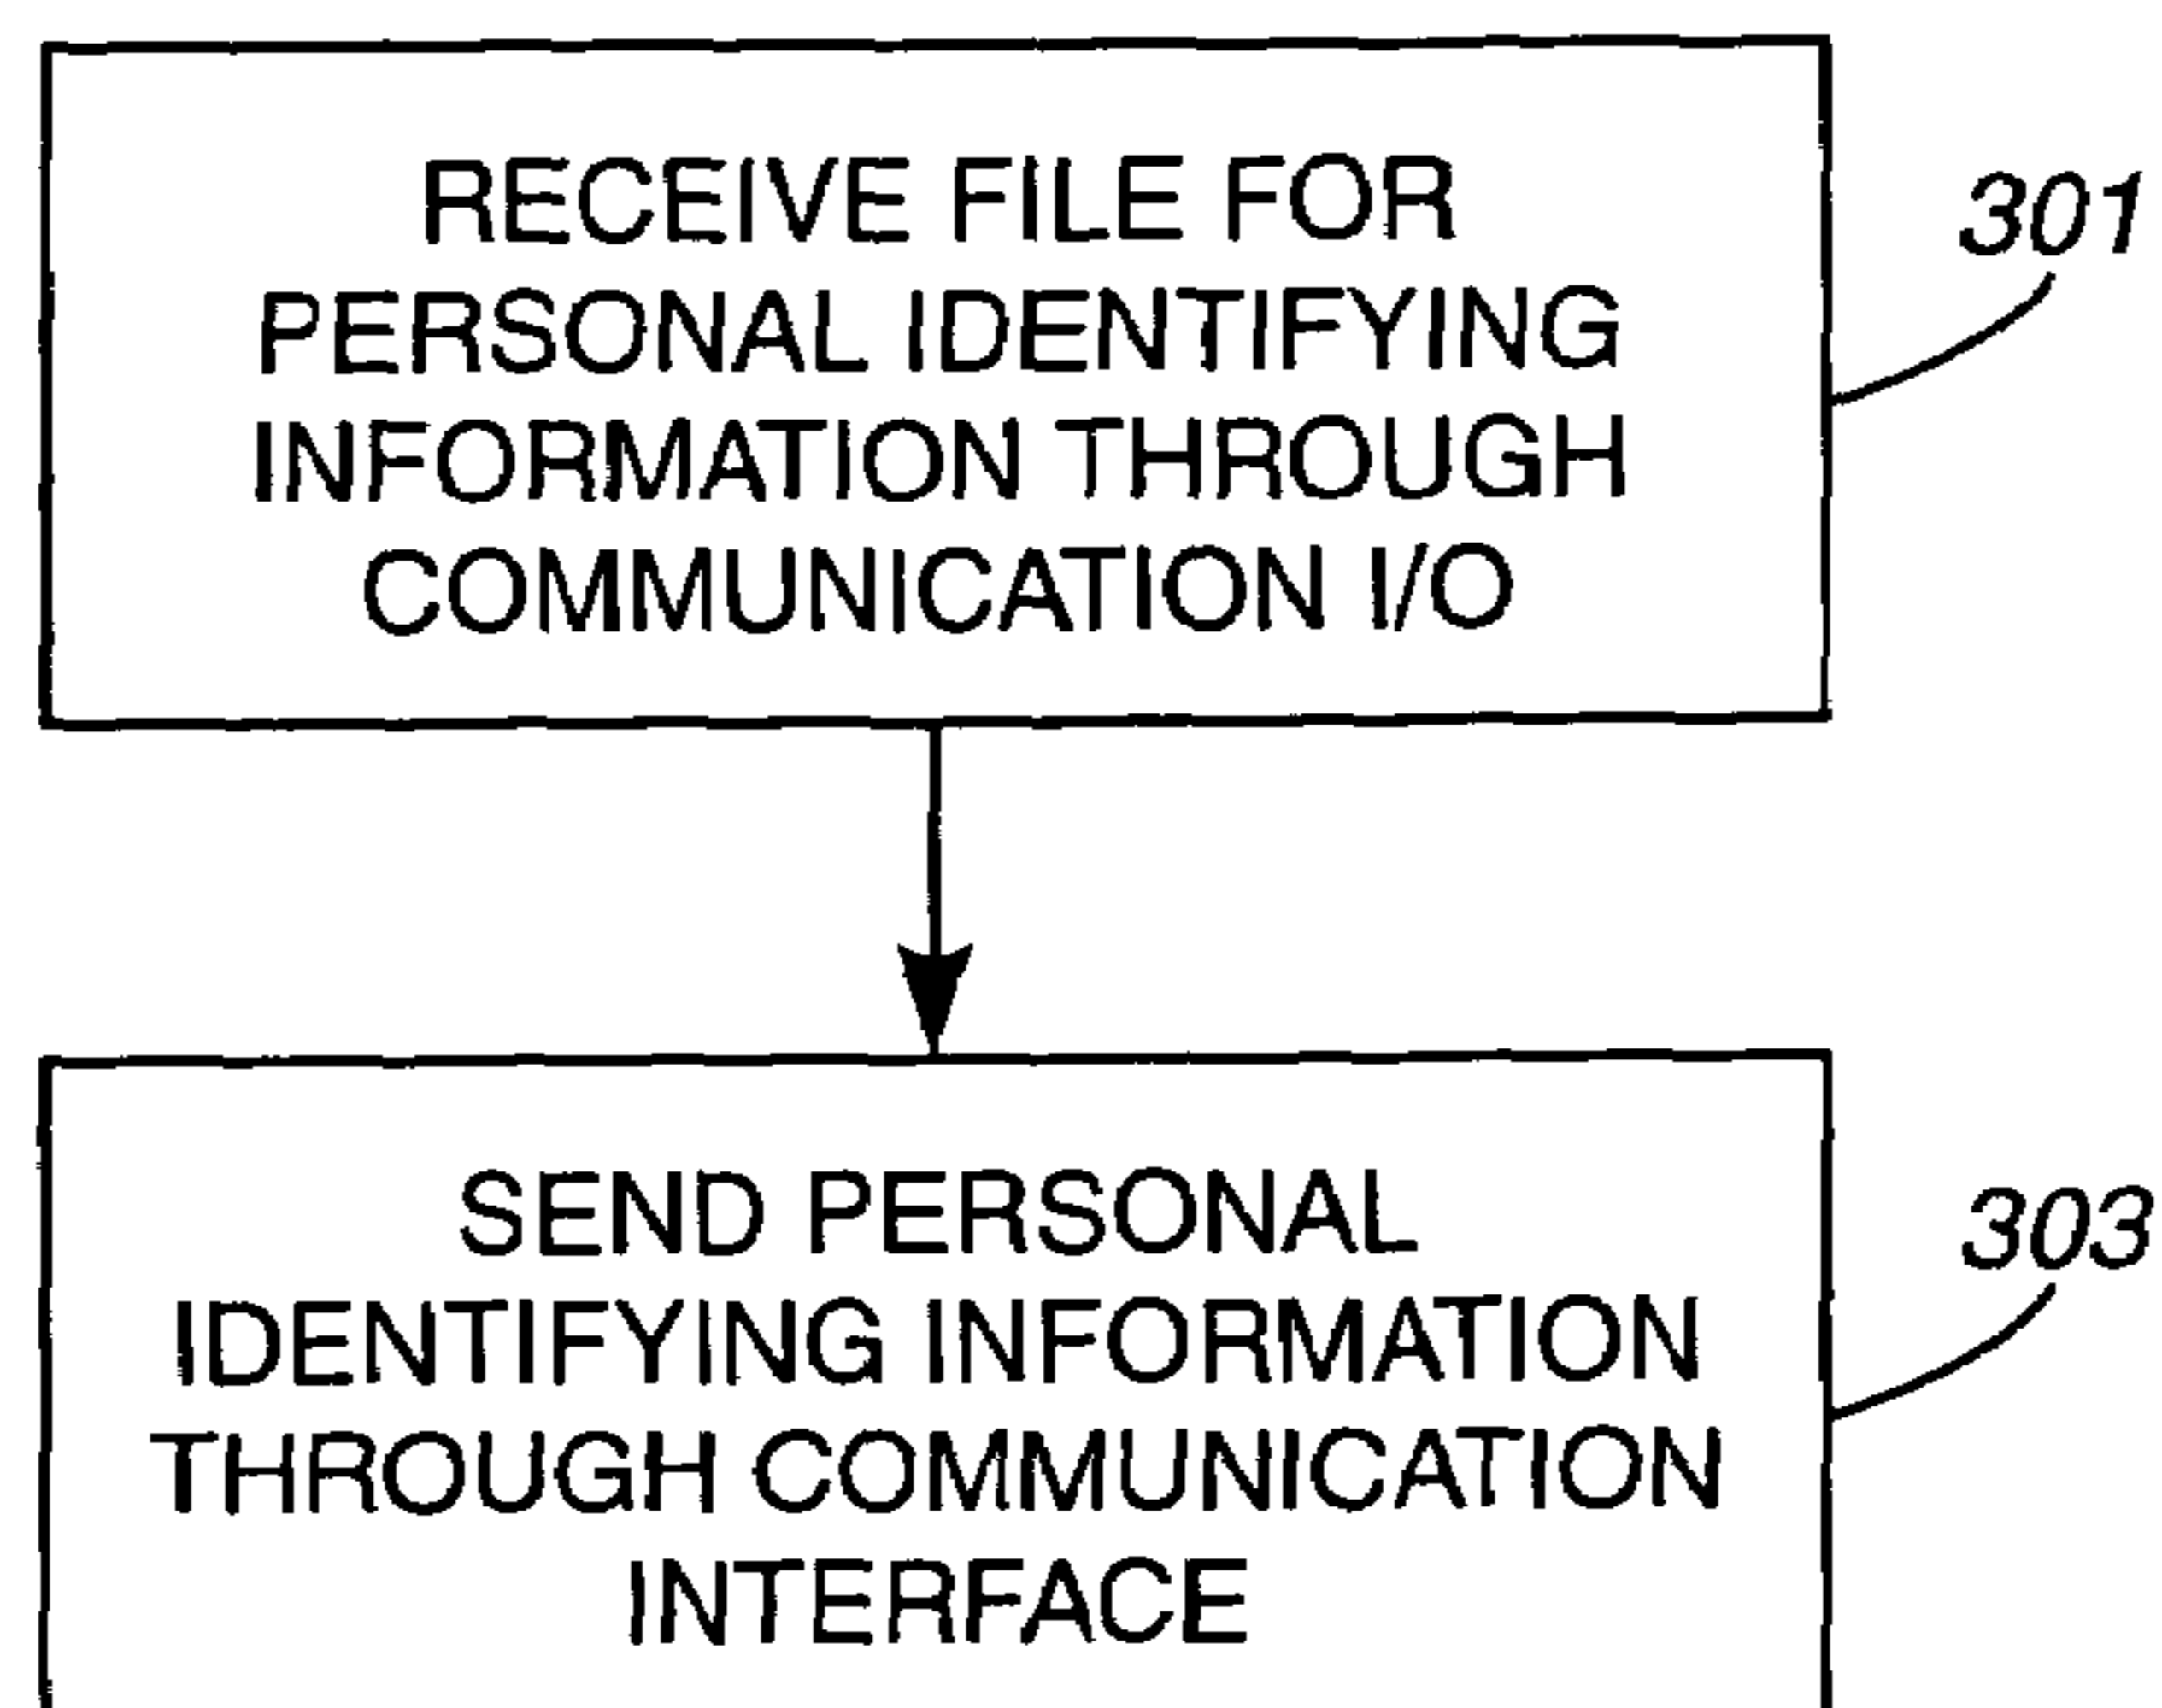 RECEIVE FILE FOR
PERSONAL IDENTIFYING
INFORMATION THROUGH
COMMUNICATION I/O
301
SEND PERSONAL
IDENTIFYING INFORMATION
THROUGH COMMUNICATION
INTERFACE
303